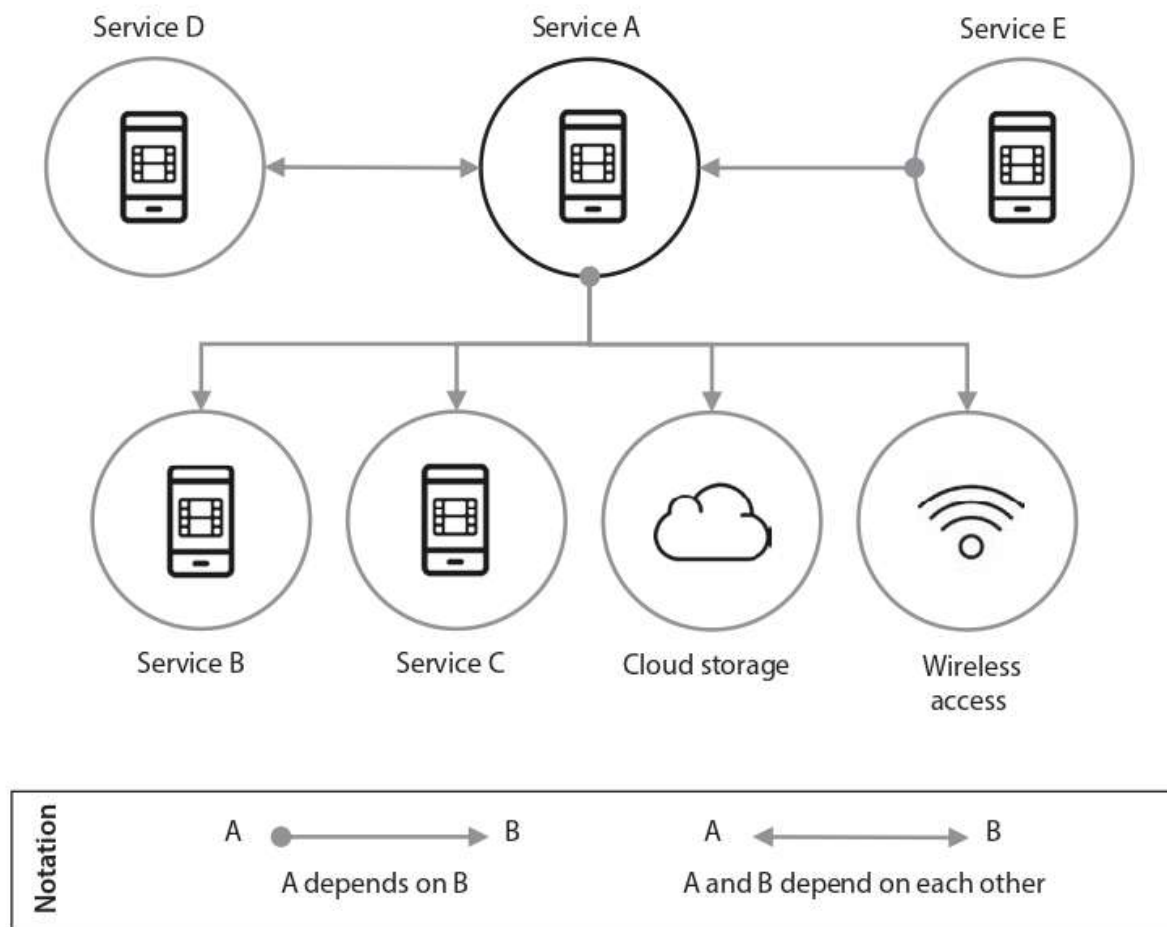 Service D
Service A
Service E
Service B
Service C
Cloud storage
Wireless
access
Notation
A B
A depends on B
A B
A and B depend on each other